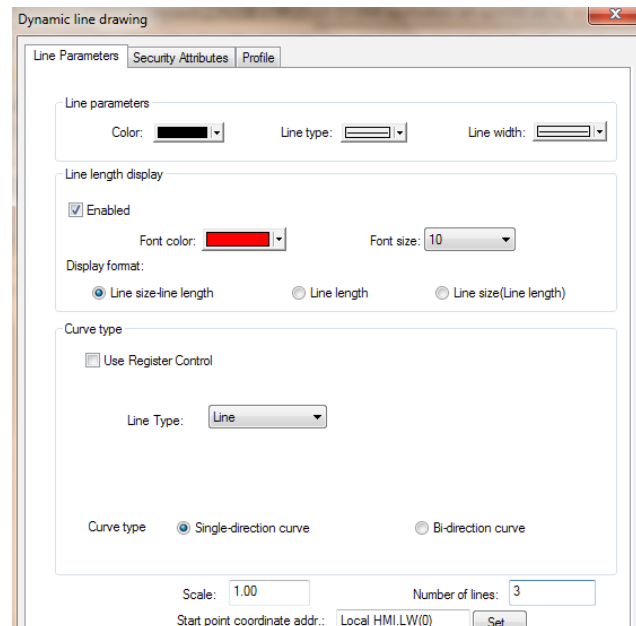 Dynamic line drawing
Line Parameters Security Attributes Profile
Line parameters
Color: Line type: Line width:
Line length display
Enabled
Font color: Font size: 10
Display format:
Line size-line length Line length Line size(Line length)
Curve type
Use Register Control
Line Type: Line
Curve type Single-direction curve Bi-direction curve
Scale: 1.00 Number of lines: 3
Start point coordinate addr.: Local HMI.LW(0) Set